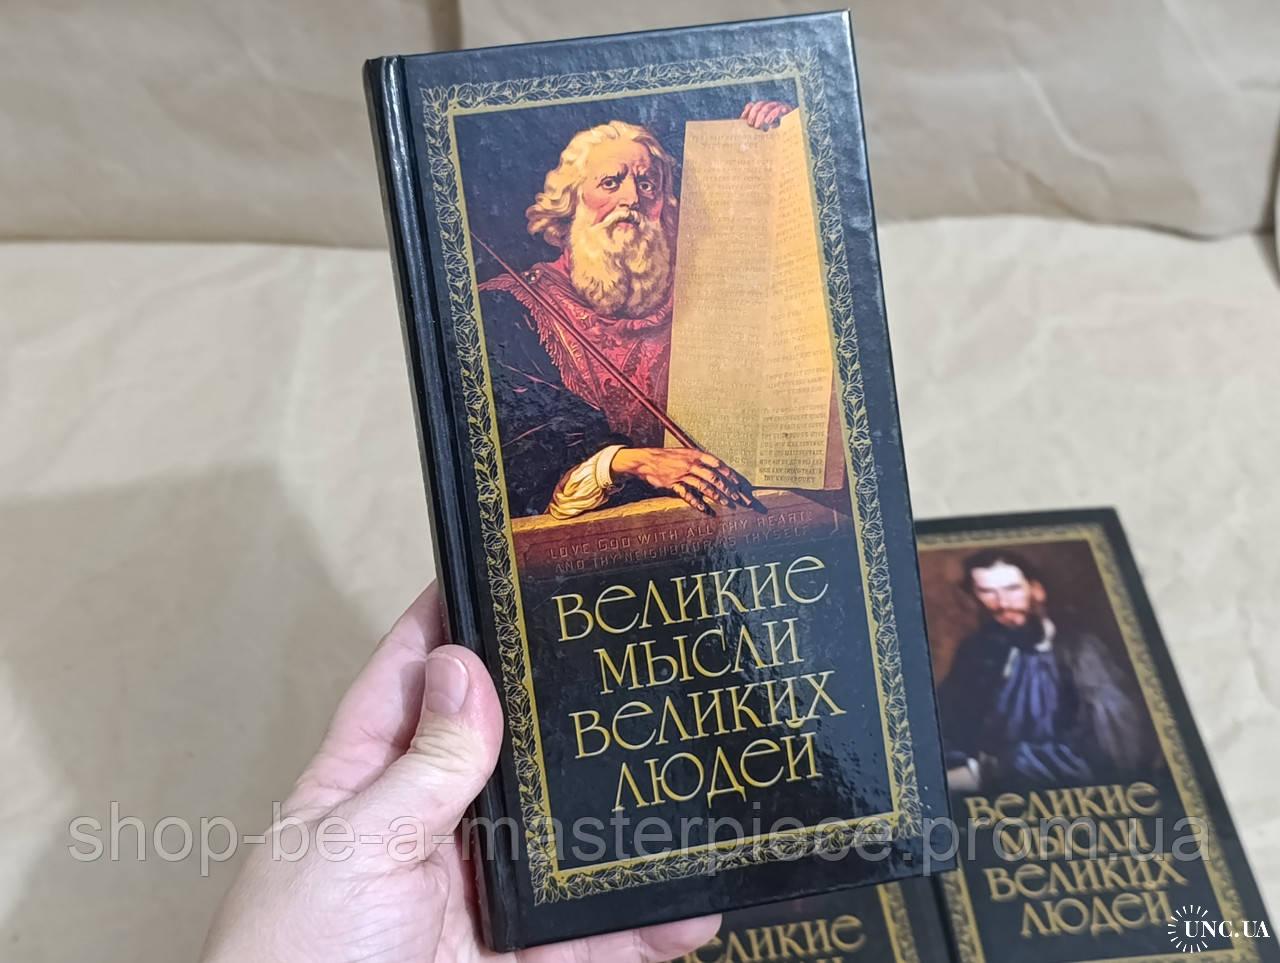 LOVE GOD WITH ALL THY HEART:
AND THY NEIGHBOUR AS THYSELF
ВЕЛИКИЕ
МЫСЛИ
ВЕЛИКИХ
ЛЮДЕЙ
ВЕЛИКИЕ
МЫСЛИ
ВЕЛИКИХ
ЛЮДЕЙ
ВЕЛИКИЕ
shop-be-a-masterpiece.prom.ua
UNC.UA